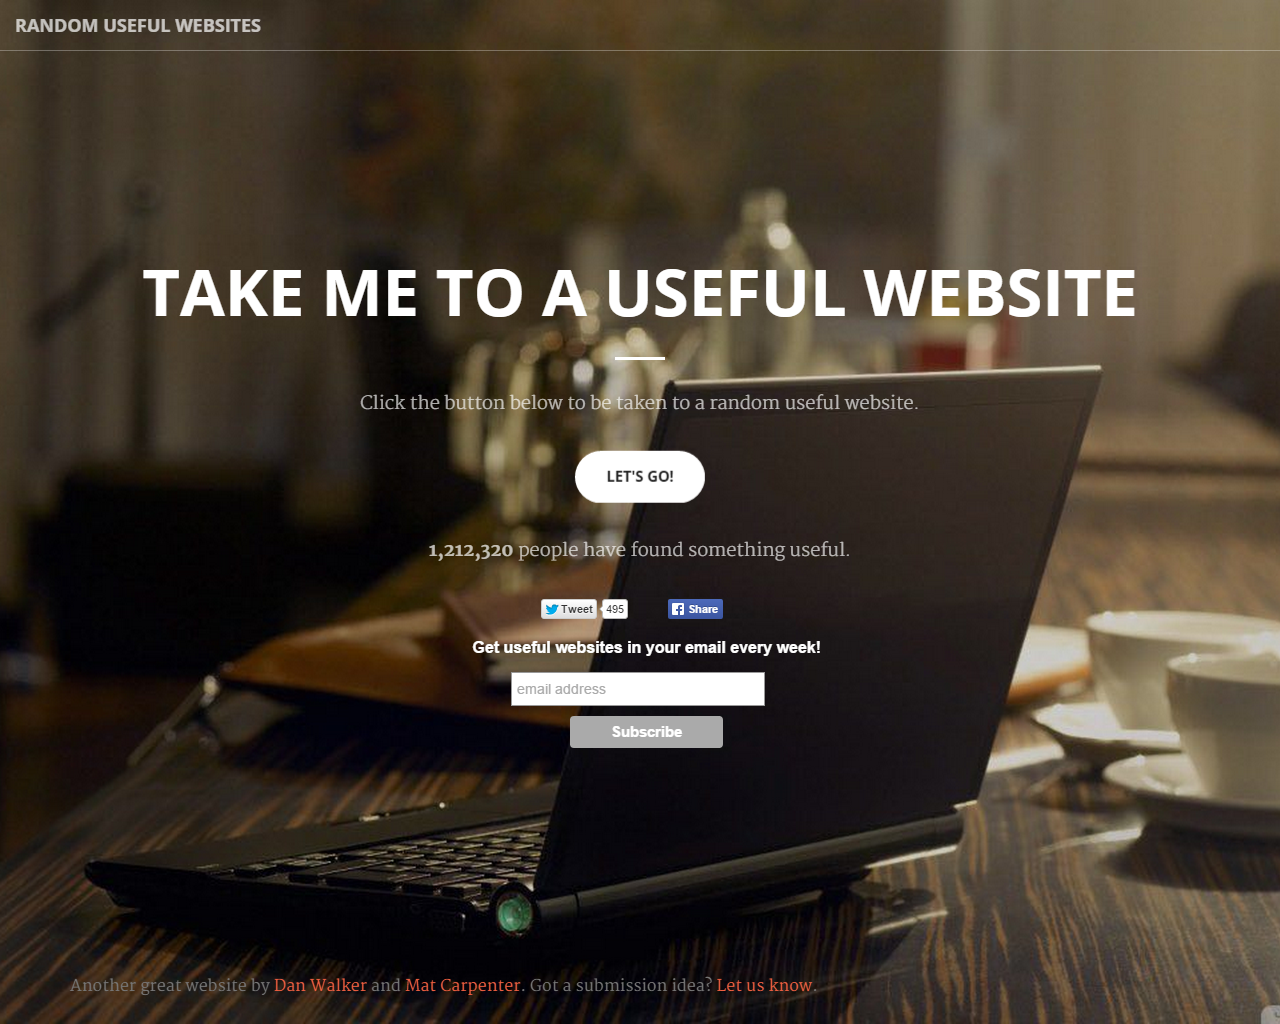 RANDOM USEFUL WEBSITES
TAKE ME TO A USEFUL WEBSITE
Click the button below to be taken to a random useful website.
LET'S GO!
1,212,320 people have found something useful.
Tweet 495 Share
Get useful websites in your email every week!
email address
Subscribe
Another great website by Dan Walker and Mat Carpenter. Got a submission idea? Let us know.